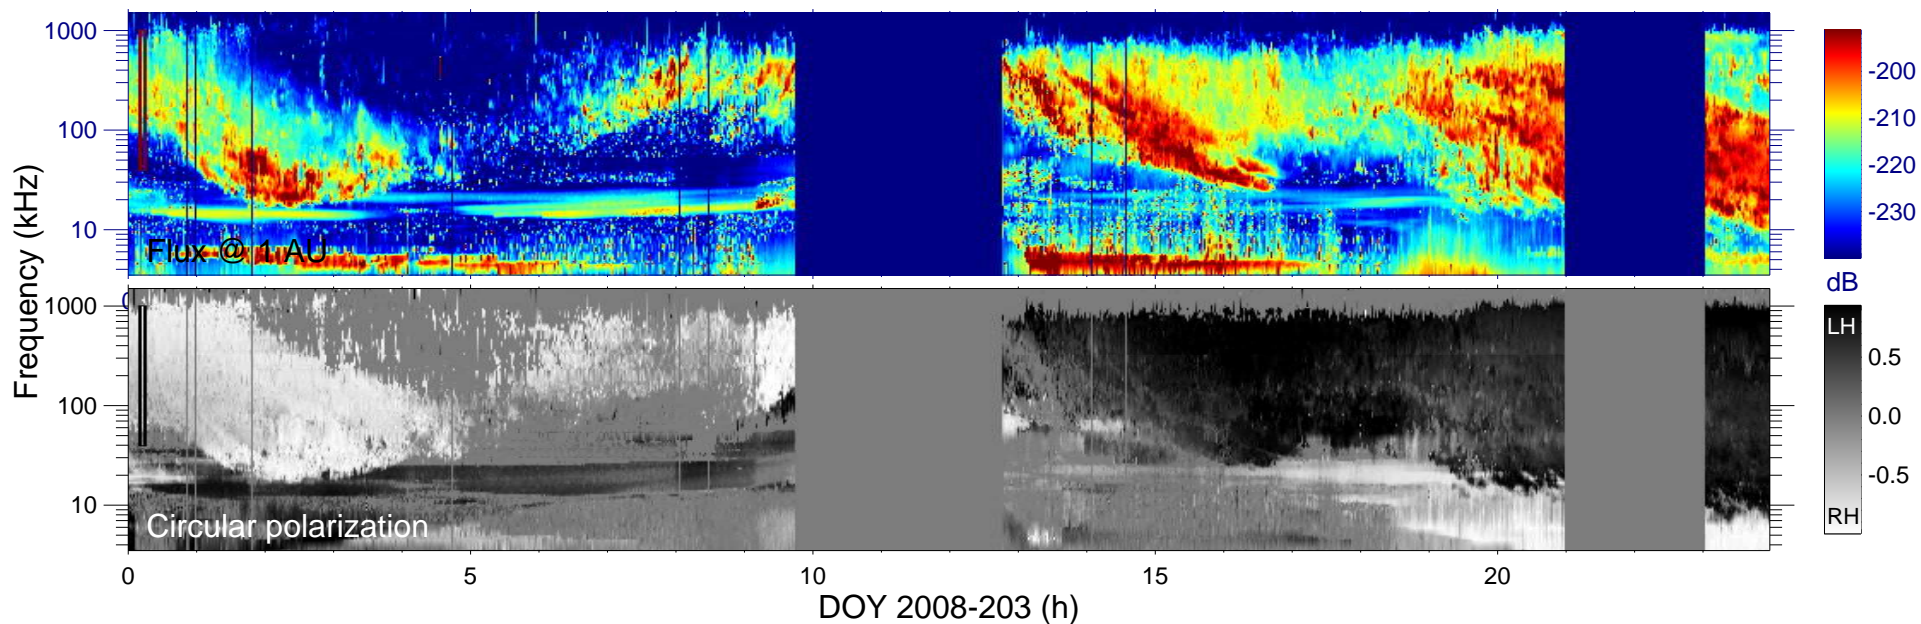 1000
100
10
Flux @ 1 AU
-200
-210
-220
-230
dB
Frequency (kHz)
0
1000
100
10
Circular polarization
LH
0.5
0.0
-0.5
RH
0 5 10 15 20
DOY 2008-203 (h)